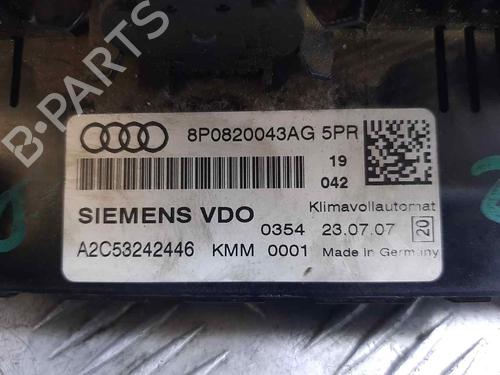 B-PARTS
8P0820043AG 5PR
19
042
SIEMENS VDO
Klimavollautomat
0354 23.07.07 20
A2C53242446 KMM 0001 Made in Germany